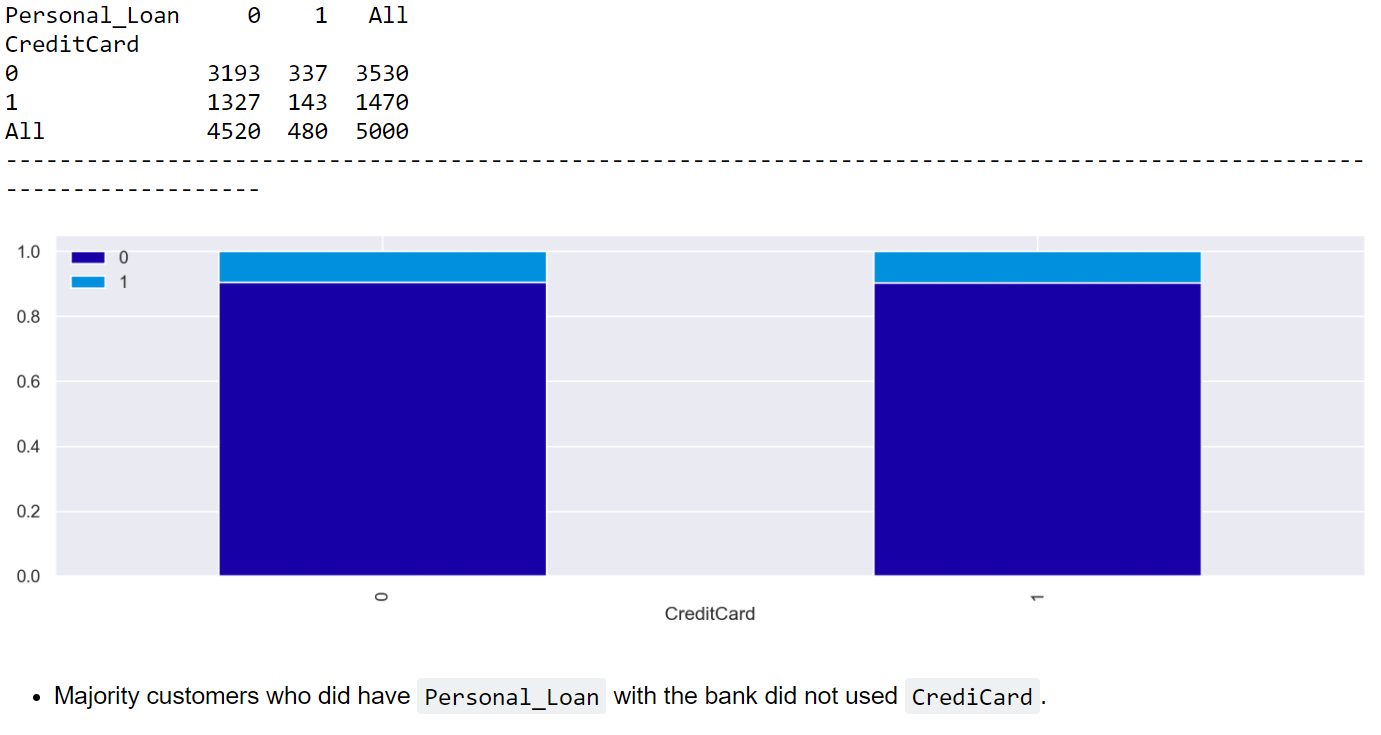 Personal_Loan 0 1 All
CreditCard
0 3193 337 3530
1 1327 143 1470
All 4520 480 5000
----------------------------------------------------------------------------------------------------
-------------------
1.0
0
1
0.8
0.6
0.4
0.2
0.0
0
1
CreditCard
• Majority customers who did have Personal_Loan with the bank did not used CrediCard.